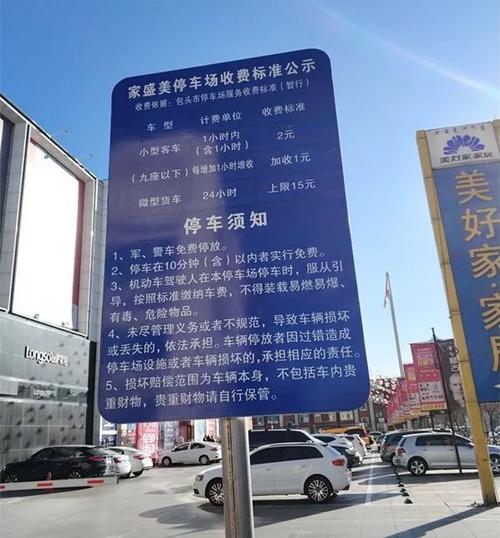 家盛美停车场收费标准公示
收费依据：包头市停车场服务收费标准（暂行）
车 型 计费单位 收费标准
小型客车 1小时内（含1小时） 2元
（九座以下） 每增加1小时增收 加收1元
微型货车 24小时 上限15元
停车须知
1、军、警车免费停放。
2、停车在10分钟（含）以内者实行免费。
3、机动车驾驶人在本停车场停车时，服从引
导，按照标准缴纳车费，不得装载易燃易爆、
有毒、危险物品。
4、未尽管理义务或者不规范，导致车辆损坏
或丢失的，依法承担。车辆停放者因过错造成
停车场设施或者车辆损坏的，承担相应的责任。
5、损坏赔偿范围为车辆本身，不包括车内贵
重财物，贵重财物请自行保管。
美好家·家居